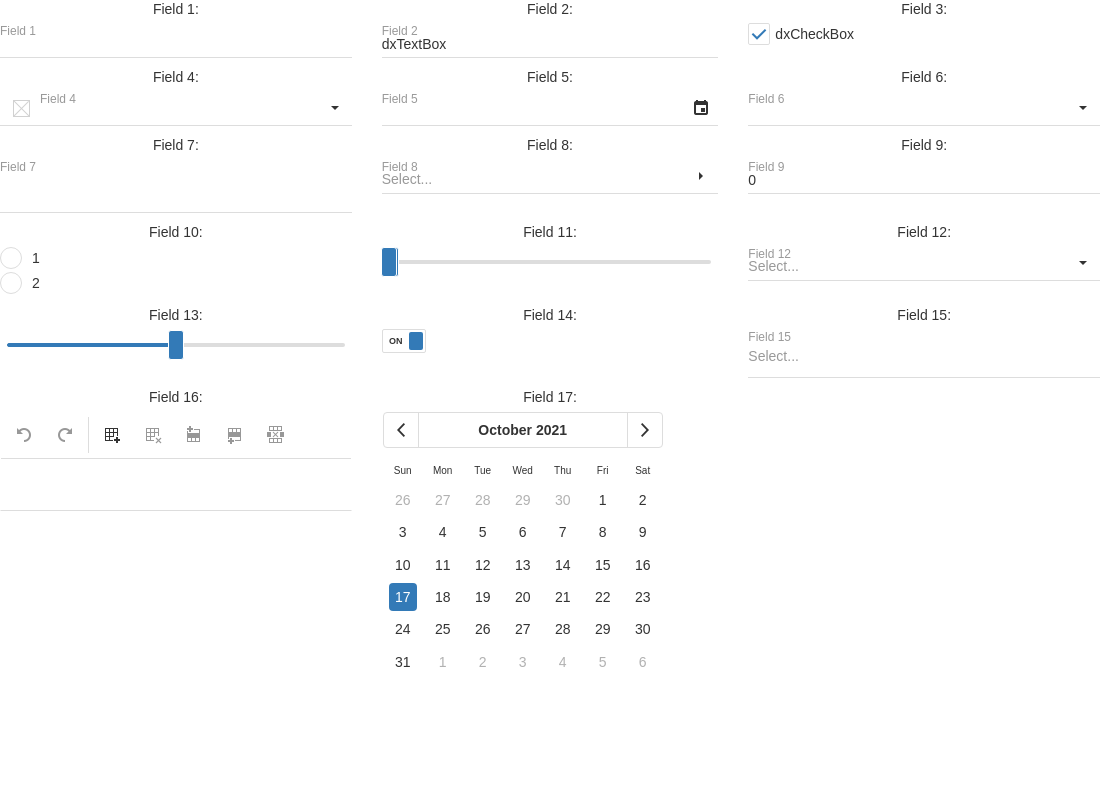 Field 1:
Field 1
Field 2:
Field 2
dxTextBox
Field 3:
dxCheckBox
Field 4:
Field 4
Field 5:
Field 5
Field 6:
Field 6
Field 7:
Field 7
Field 8:
Field 8
Select...
Field 9:
Field 9
0
Field 10:
1
2
Field 11:
Field 12:
Field 12
Select...
Field 13:
Field 14:
ON
Field 15:
Field 15
Select...
Field 16:
Field 17:
October 2021
Sun Mon Tue Wed Thu Fri Sat
26 27 28 29 30 1 2
3 4 5 6 7 8 9
10 11 12 13 14 15 16
17 18 19 20 21 22 23
24 25 26 27 28 29 30
31 1 2 3 4 5 6